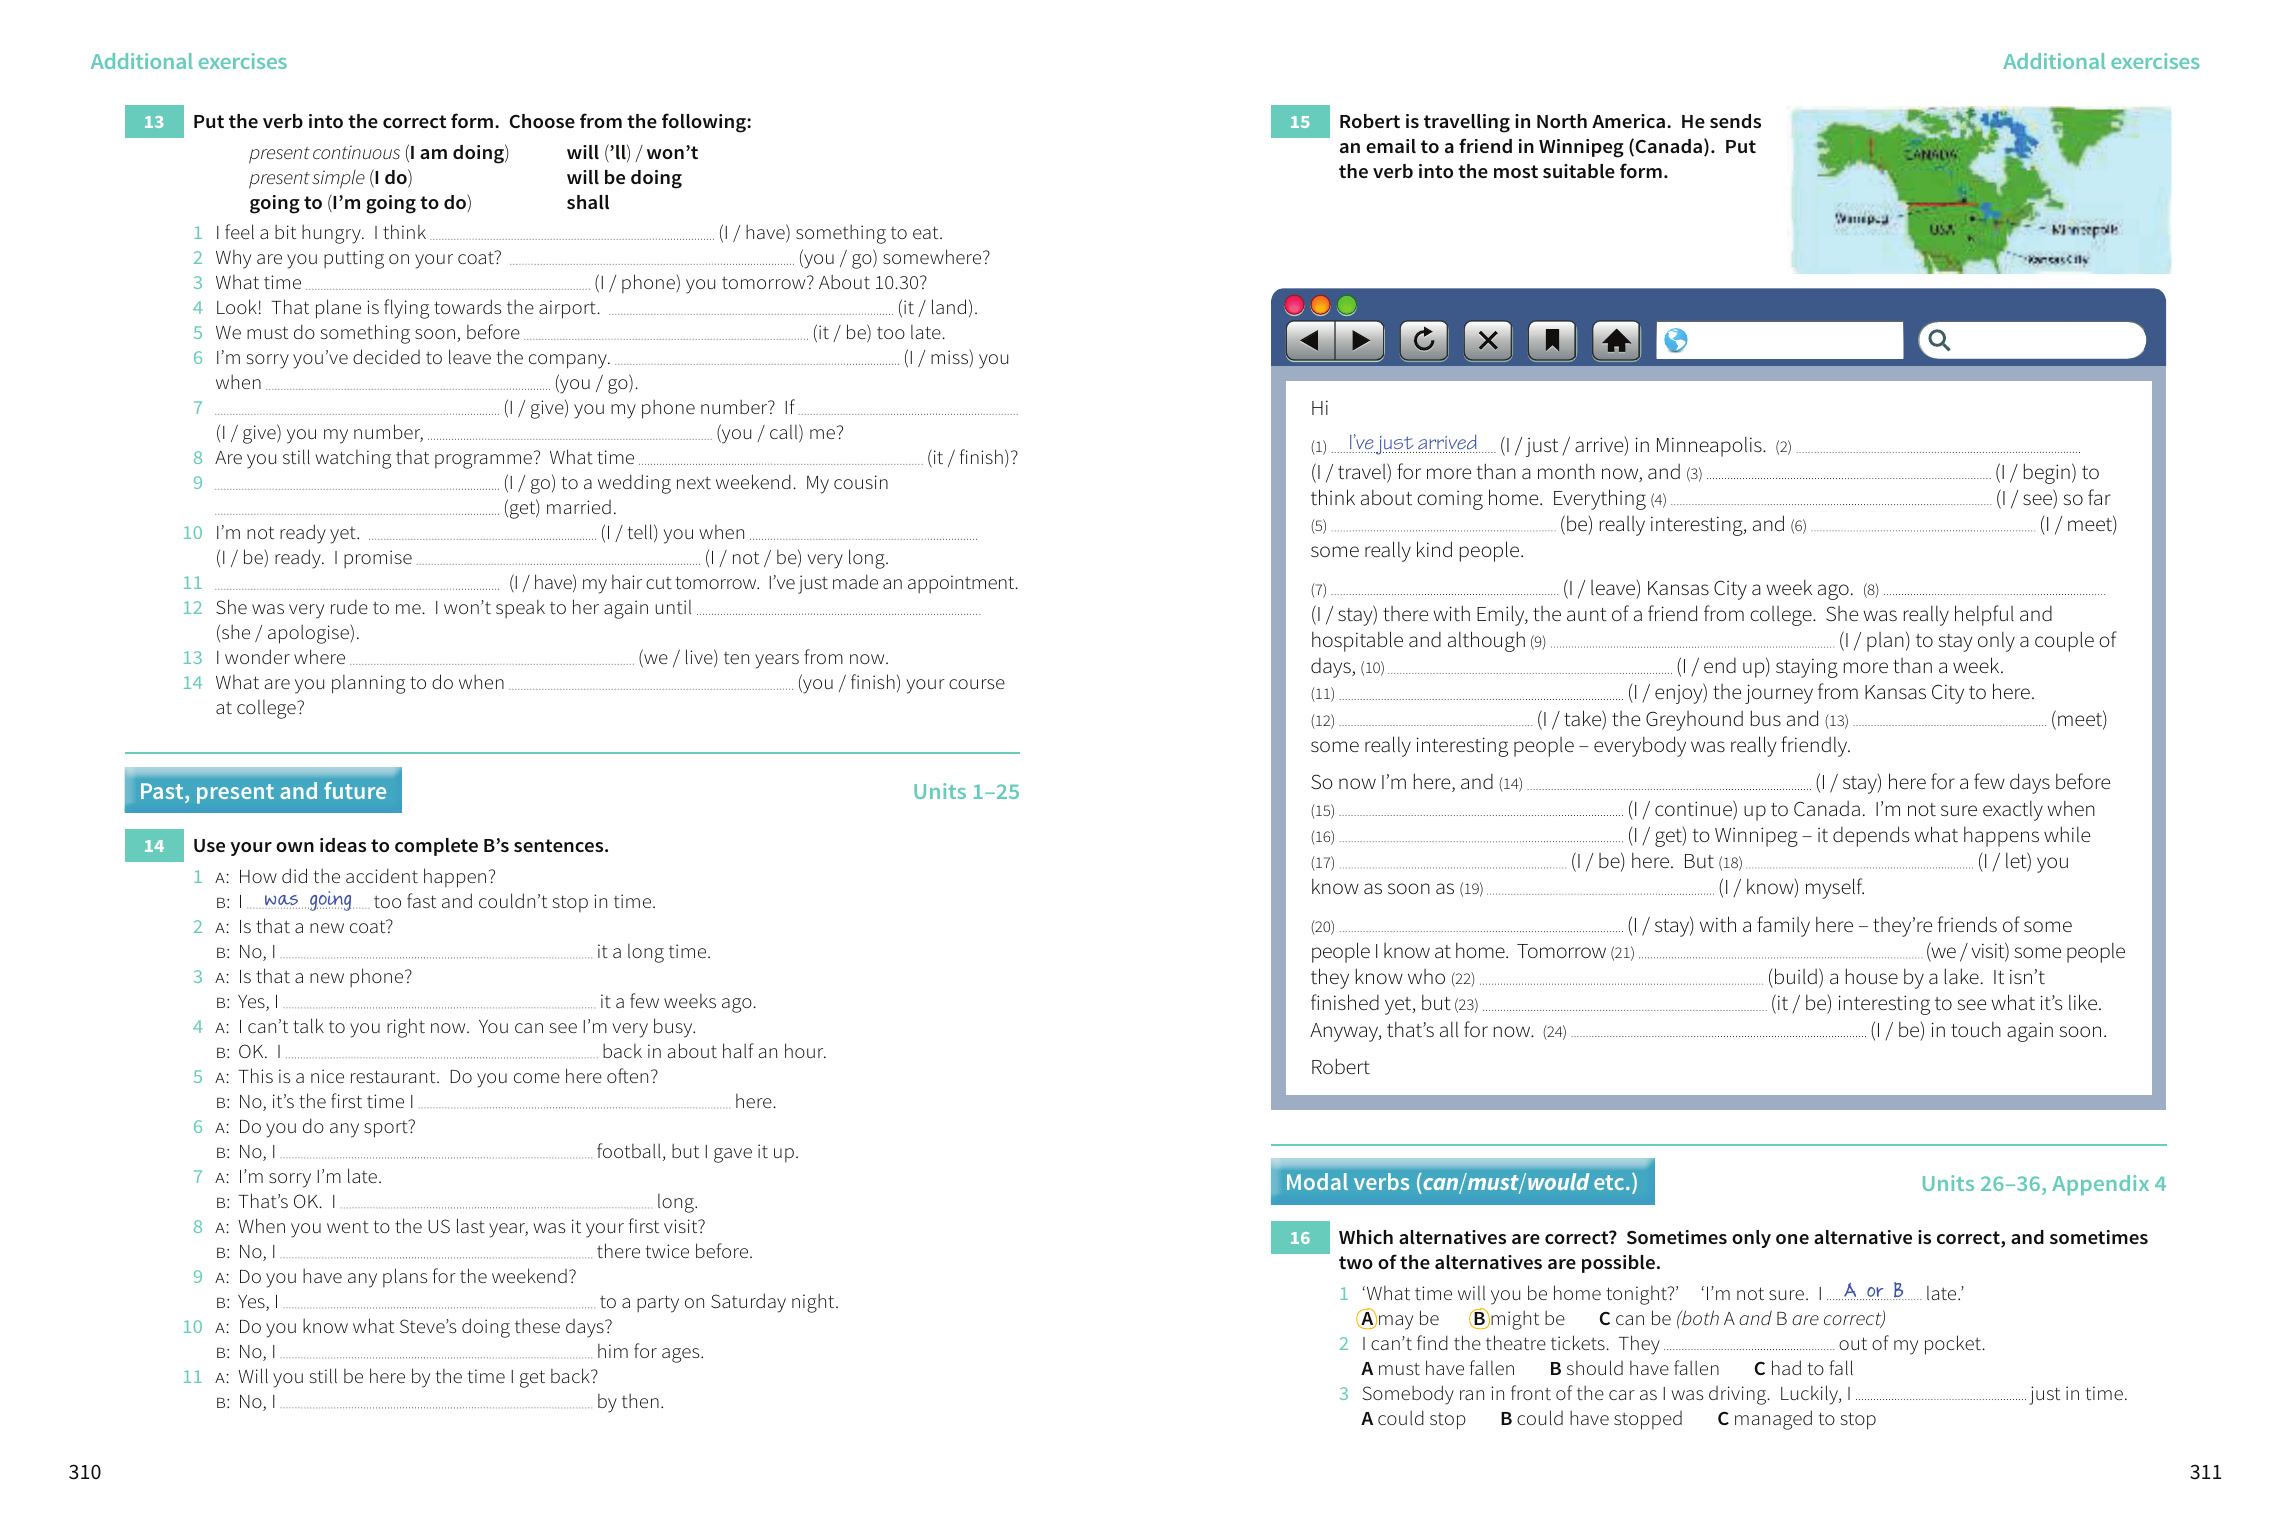 Additional exercises
13 Put the verb into the correct form. Choose from the following:
present continuous (I am doing) will (’ll) / won’t
present simple (I do) will be doing
going to (I’m going to do) shall
1 I feel a bit hungry. I think (I / have) something to eat.
2 Why are you putting on your coat? (you / go) somewhere?
3 What time (I / phone) you tomorrow? About 10.30?
4 Look! That plane is flying towards the airport. (it / land).
5 We must do something soon, before (it / be) too late.
6 I’m sorry you’ve decided to leave the company. (I / miss) you
when (you / go).
7 (I / give) you my phone number? If
(I / give) you my number, (you / call) me?
8 Are you still watching that programme? What time (it / finish)?
9 (I / go) to a wedding next weekend. My cousin
(get) married.
10 I’m not ready yet. (I / tell) you when
(I / be) ready. I promise (I / not / be) very long.
11 (I / have) my hair cut tomorrow. I’ve just made an appointment.
12 She was very rude to me. I won’t speak to her again until
(she / apologise).
13 I wonder where (we / live) ten years from now.
14 What are you planning to do when (you / finish) your course
at college?
Past, present and future Units 1–25
14 Use your own ideas to complete B’s sentences.
1 A: How did the accident happen?
B: I was going too fast and couldn’t stop in time.
2 A: Is that a new coat?
B: No, I it a long time.
3 A: Is that a new phone?
B: Yes, I it a few weeks ago.
4 A: I can’t talk to you right now. You can see I’m very busy.
B: OK. I back in about half an hour.
5 A: This is a nice restaurant. Do you come here often?
B: No, it’s the first time I here.
6 A: Do you do any sport?
B: No, I football, but I gave it up.
7 A: I’m sorry I’m late.
B: That’s OK. I long.
8 A: When you went to the US last year, was it your first visit?
B: No, I there twice before.
9 A: Do you have any plans for the weekend?
B: Yes, I to a party on Saturday night.
10 A: Do you know what Steve’s doing these days?
B: No, I him for ages.
11 A: Will you still be here by the time I get back?
B: No, I by then.
310
Additional exercises
15 Robert is travelling in North America. He sends
an email to a friend in Winnipeg (Canada). Put
the verb into the most suitable form.
CANADA
Winnipeg
USA
Minneapolis
Kansas City
Hi
(1) I’ve just arrived (I / just / arrive) in Minneapolis. (2)
(I / travel) for more than a month now, and (3) (I / begin) to
think about coming home. Everything (4) (I / see) so far
(5) (be) really interesting, and (6) (I / meet)
some really kind people.
(7) (I / leave) Kansas City a week ago. (8)
(I / stay) there with Emily, the aunt of a friend from college. She was really helpful and
hospitable and although (9) (I / plan) to stay only a couple of
days, (10) (I / end up) staying more than a week.
(11) (I / enjoy) the journey from Kansas City to here.
(12) (I / take) the Greyhound bus and (13) (meet)
some really interesting people – everybody was really friendly.
So now I’m here, and (14) (I / stay) here for a few days before
(15) (I / continue) up to Canada. I’m not sure exactly when
(16) (I / get) to Winnipeg – it depends what happens while
(17) (I / be) here. But (18) (I / let) you
know as soon as (19) (I / know) myself.
(20) (I / stay) with a family here – they’re friends of some
people I know at home. Tomorrow (21) (we / visit) some people
they know who (22) (build) a house by a lake. It isn’t
finished yet, but (23) (it / be) interesting to see what it’s like.
Anyway, that’s all for now. (24) (I / be) in touch again soon.
Robert
Modal verbs (can/must/would etc.) Units 26–36, Appendix 4
16 Which alternatives are correct? Sometimes only one alternative is correct, and sometimes
two of the alternatives are possible.
1 ‘What time will you be home tonight?’ ‘I’m not sure. I A or B late.’
A may be B might be C can be (both A and B are correct)
2 I can’t find the theatre tickets. They out of my pocket.
A must have fallen B should have fallen C had to fall
3 Somebody ran in front of the car as I was driving. Luckily, I just in time.
A could stop B could have stopped C managed to stop
311